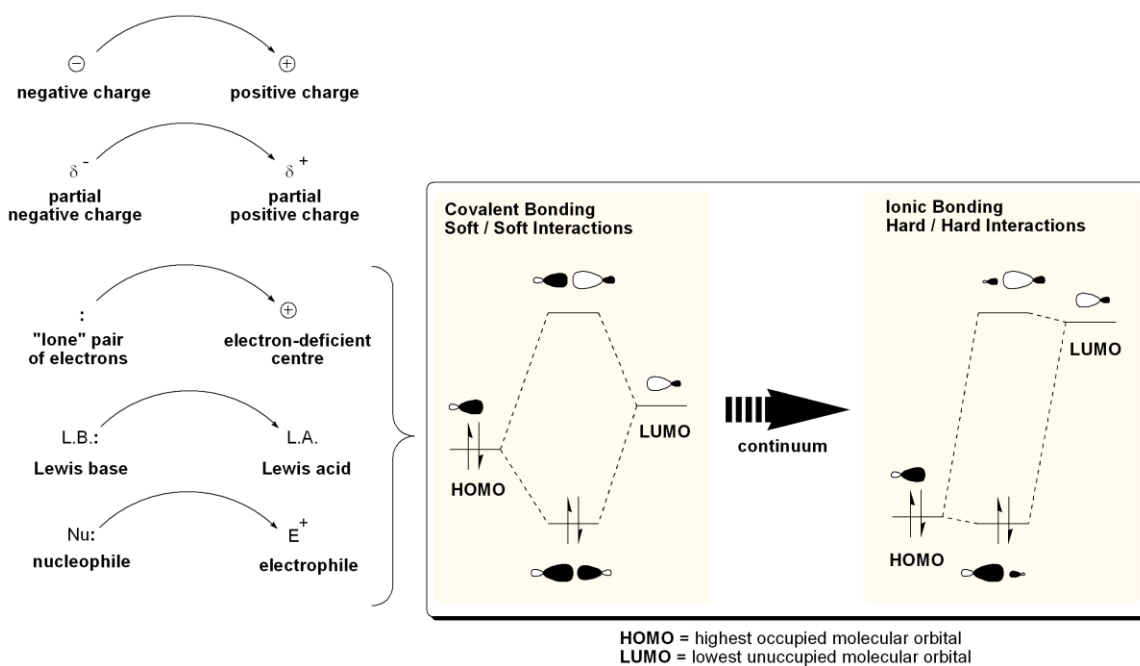 ⊖ ⊕
negative charge positive charge
δ - δ +
partial negative charge
partial positive charge
: ⊕
"lone" pair
of electrons
electron-deficient
centre
L.B.: L.A.
Lewis base Lewis acid
Nu: E+
nucleophile electrophile
Covalent Bonding
Soft / Soft Interactions
HOMO
LUMO
continuum
Ionic Bonding
Hard / Hard Interactions
LUMO
HOMO
HOMO = highest occupied molecular orbital
LUMO = lowest unuccupied molecular orbital